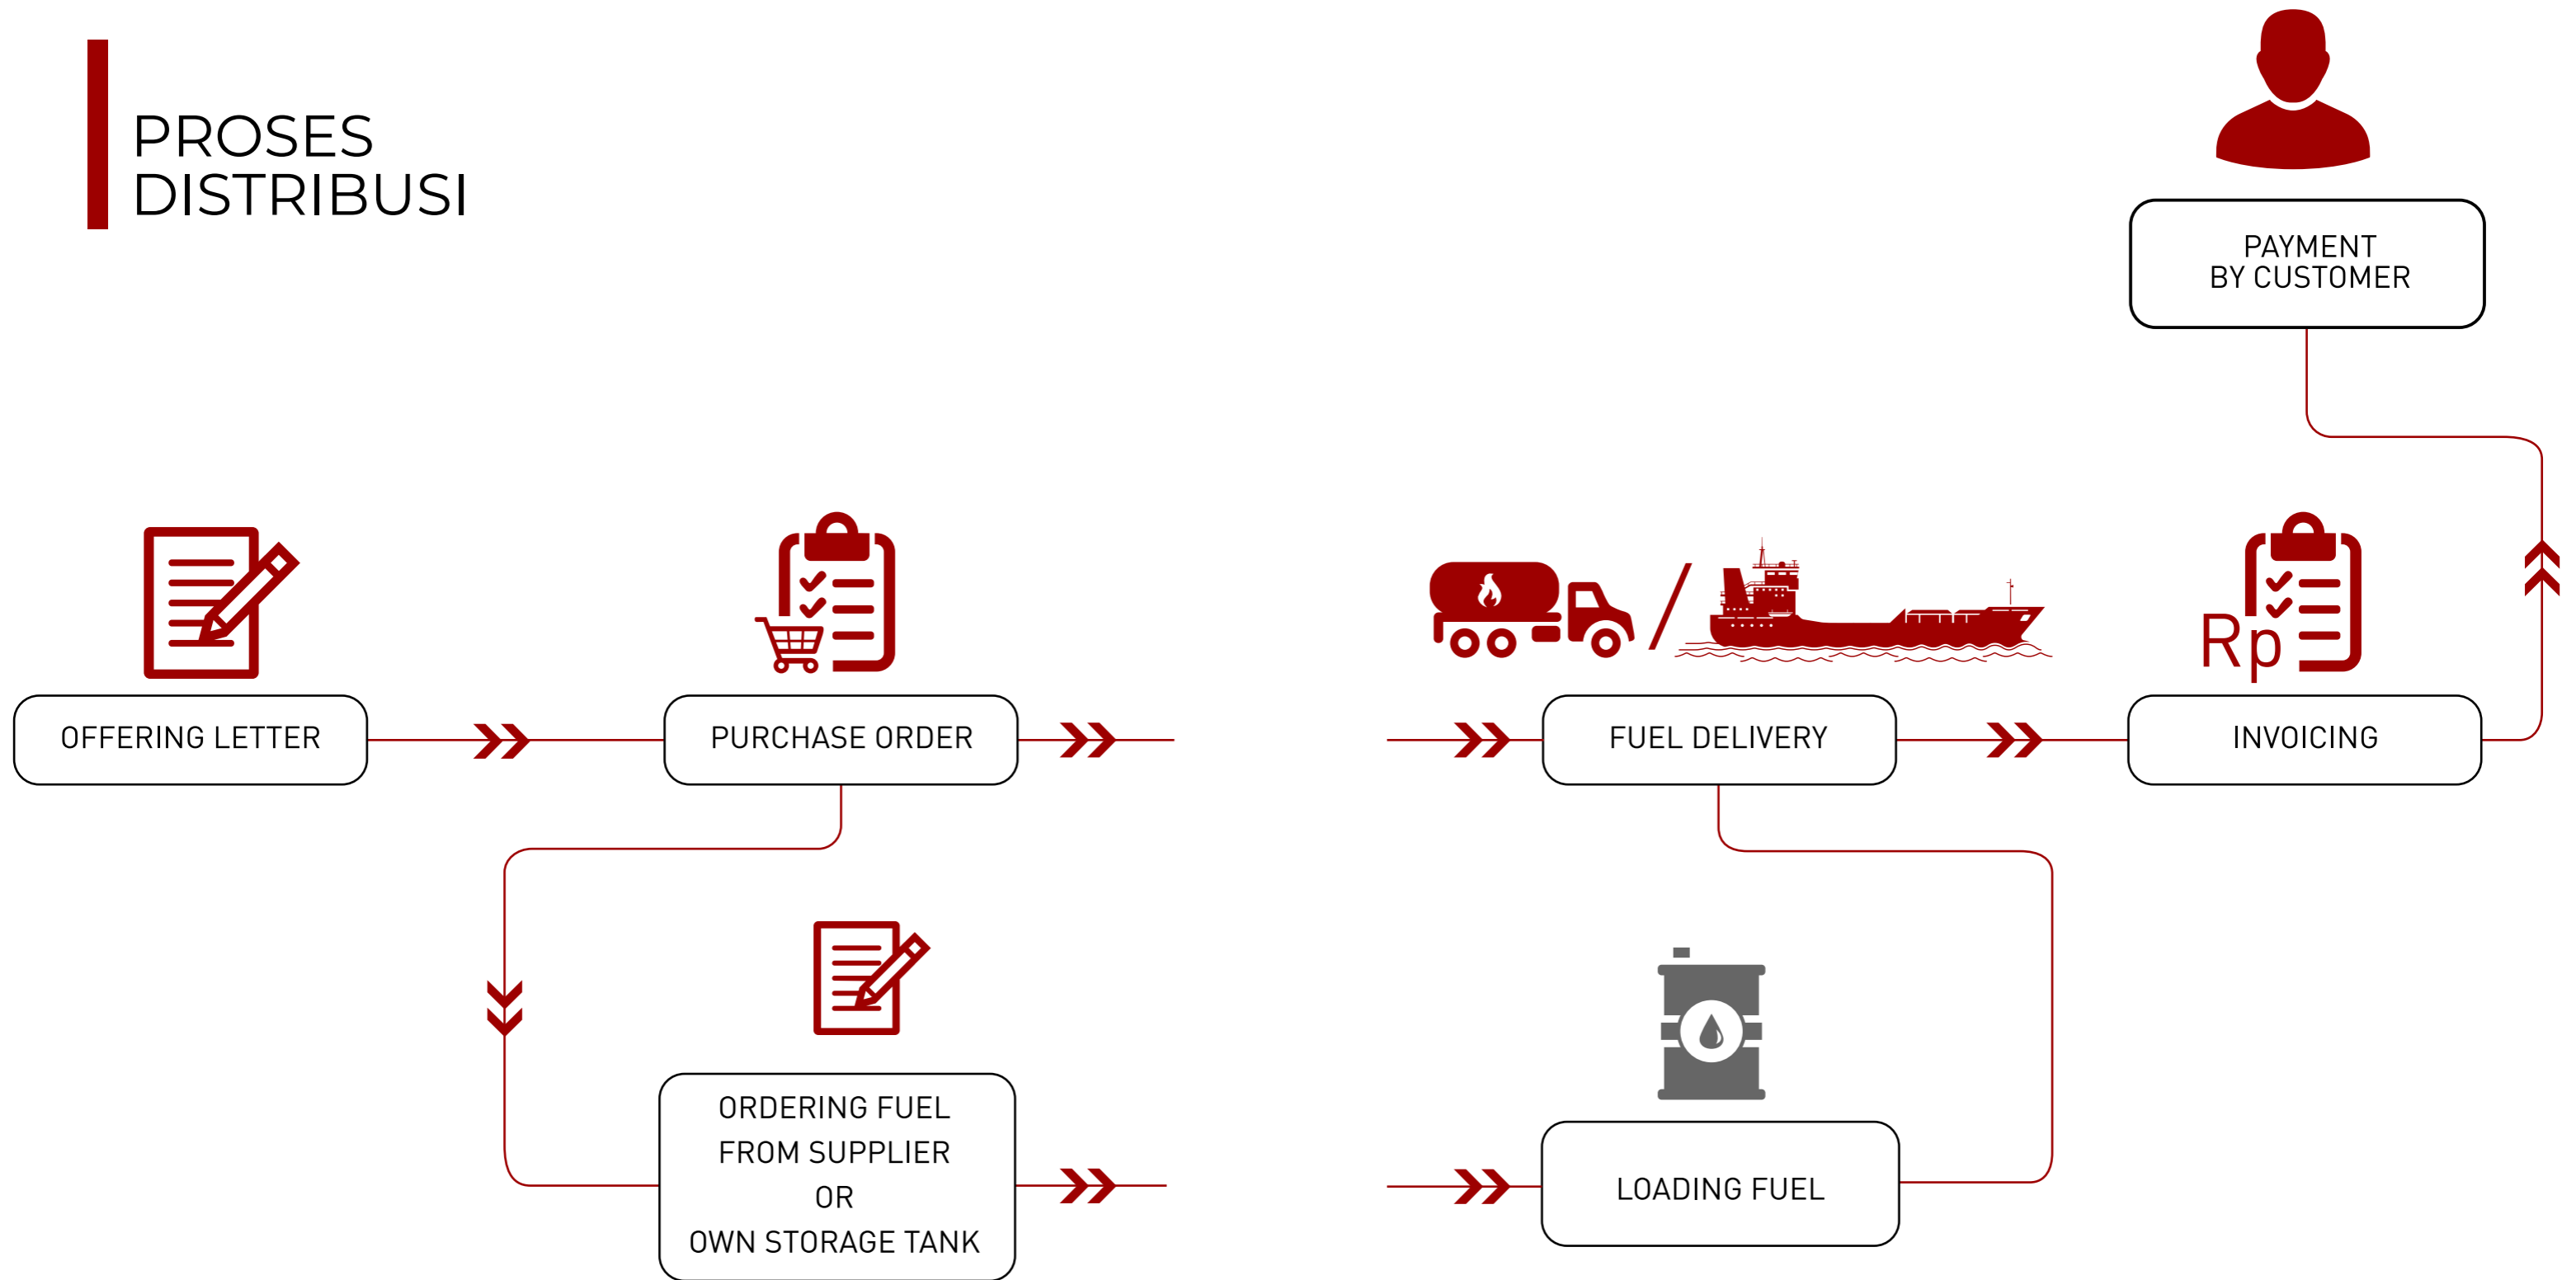 PROSES
DISTRIBUSI
PAYMENT
BY CUSTOMER
Rp
OFFERING LETTER
PURCHASE ORDER
FUEL DELIVERY
INVOICING
ORDERING FUEL
FROM SUPPLIER
OR
OWN STORAGE TANK
LOADING FUEL